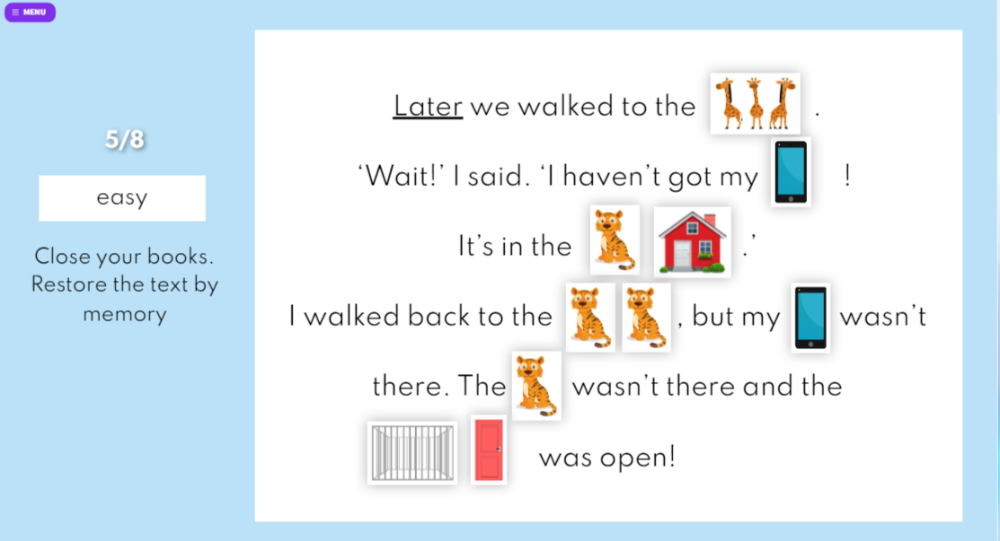 MENU
5/8
easy
Close your books.
Restore the text by
memory
Later we walked to the .
‘Wait!’ I said. ‘I haven’t got my !
It’s in the .’
I walked back to the , but my wasn’t
there. The wasn’t there and the
was open!